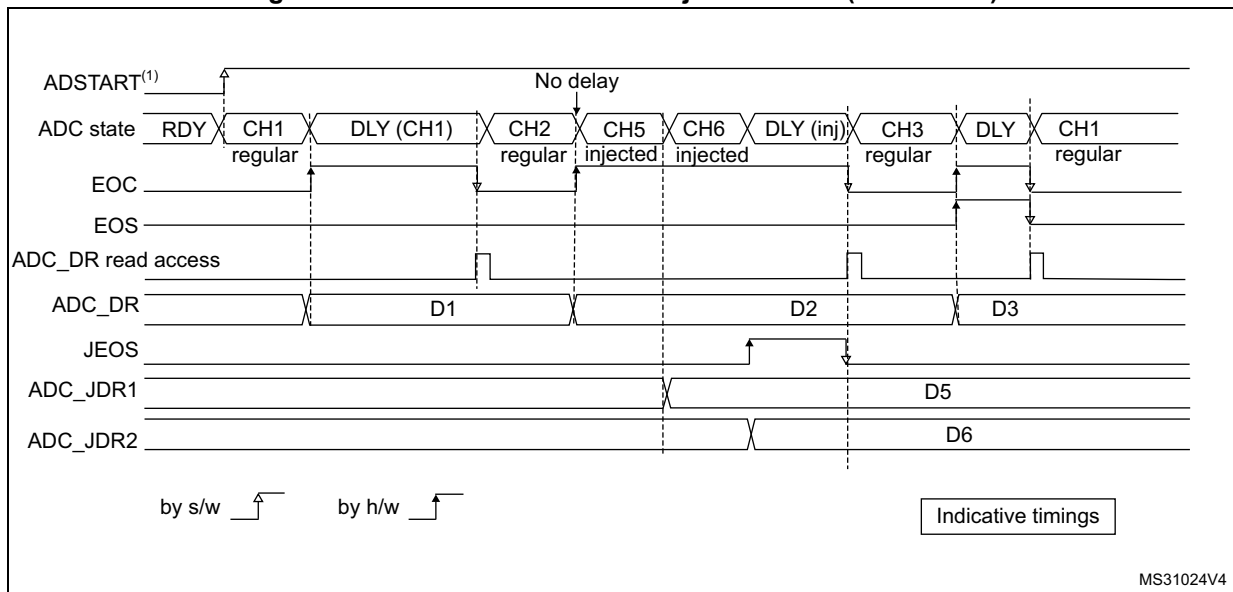 ADSTART(1)
No delay
ADC state RDY CH1 DLY (CH1) CH2 CH5 CH6 DLY (inj) CH3 DLY CH1
regular regular injected injected regular regular
EOC
EOS
ADC_DR read access
ADC_DR D1 D2 D3
JEOS
ADC_JDR1 D5
ADC_JDR2 D6
by s/w by h/w Indicative timings
MS31024V4